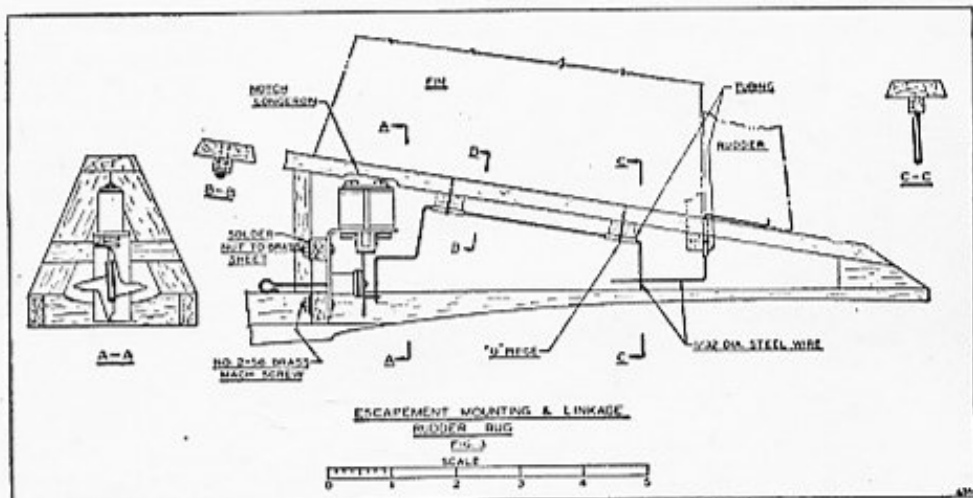 NOTCH
LONGERON
FIN
TUBING
RUDDER
A
D
C
B-B
C-C
SOLDER
NUT TO BRASS
SHEET
B
A-A
NO. 2-56 BRASS
MACH SCREW
A
C
1/32 DIA. STEEL WIRE
ESCAPEMENT MOUNTING & LINKAGE
RUDDER BUG
FIG. 3
SCALE
0 1 2 3 4 5